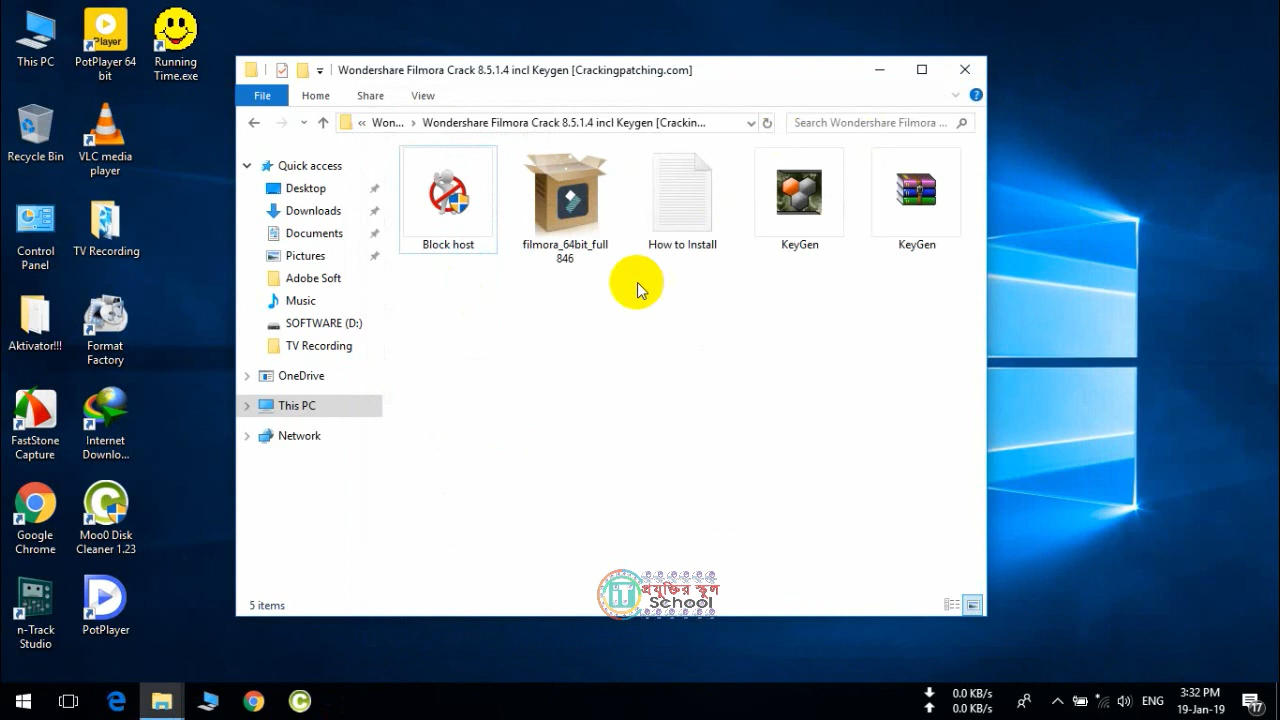 This PC
PotPlayer 64
bit
Running
Time.exe
Recycle Bin
VLC media
player
Control
Panel
TV Recording
Aktivator!!!
Format
Factory
FastStone
Capture
Internet
Downlo...
Google
Chrome
Moo0 Disk
Cleaner 1.23
n-Track
Studio
PotPlayer
Player
Wondershare Filmora Crack 8.5.1.4 incl Keygen [Crackingpatching.com]
File
Home
Share
View
« Won... › Wondershare Filmora Crack 8.5.1.4 incl Keygen [Crackin...
Search Wondershare Filmora ...
Quick access
Desktop
Downloads
Documents
Pictures
Adobe Soft
Music
SOFTWARE (D:)
TV Recording
OneDrive
This PC
Network
Block host
filmora_64bit_full
846
How to Install
KeyGen
KeyGen
5 items
IT
প্রযুক্তির স্কুল
School
0.0 KB/s
0.0 KB/s
ENG
3:32 PM
19-Jan-19
17